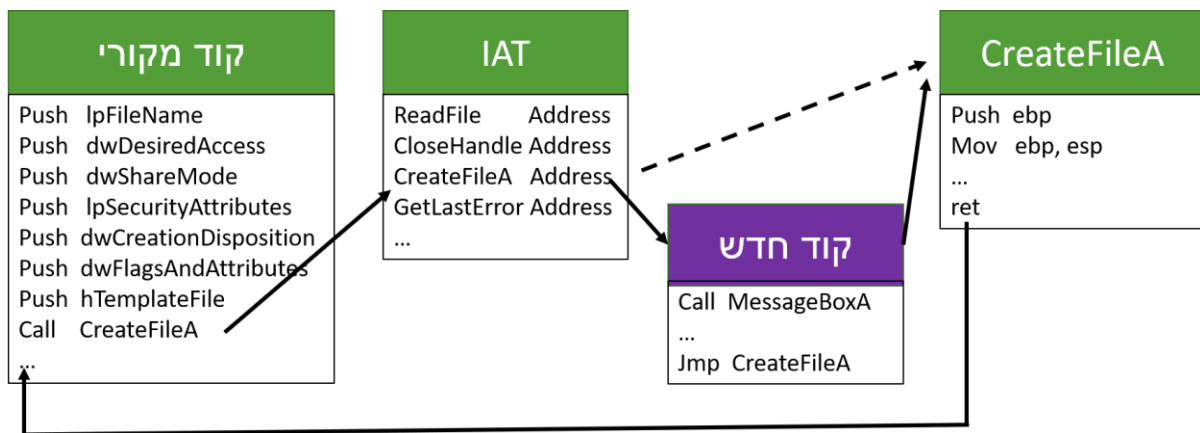 קוד מקורי
Push lpFileName
Push dwDesiredAccess
Push dwShareMode
Push lpSecurityAttributes
Push dwCreationDisposition
Push dwFlagsAndAttributes
Push hTemplateFile
Call CreateFileA
...
IAT
ReadFile Address
CloseHandle Address
CreateFileA Address
GetLastError Address
...
קוד חדש
Call MessageBoxA
...
Jmp CreateFileA
CreateFileA
Push ebp
Mov ebp, esp
...
ret